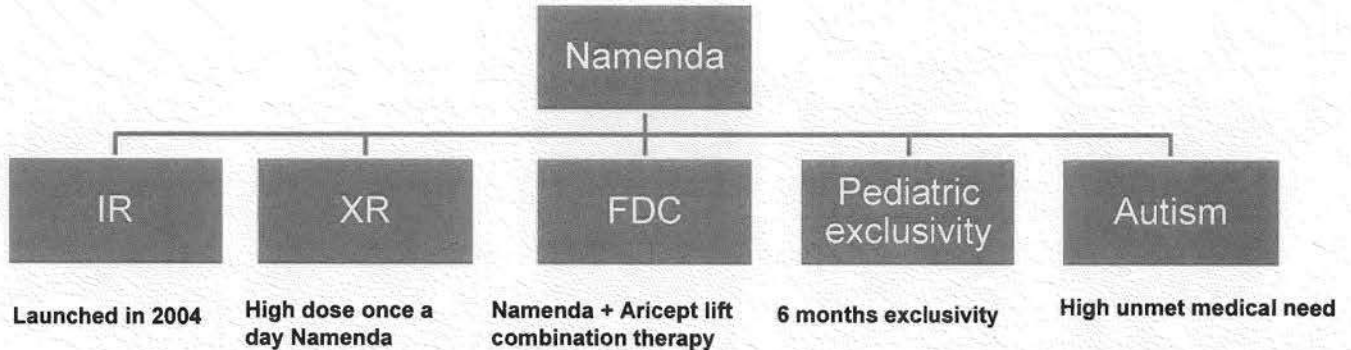 Namenda
IR
XR
FDC
Pediatric
exclusivity
Autism
Launched in 2004
High dose once a
day Namenda
Namenda + Aricept lift
combination therapy
6 months exclusivity
High unmet medical need